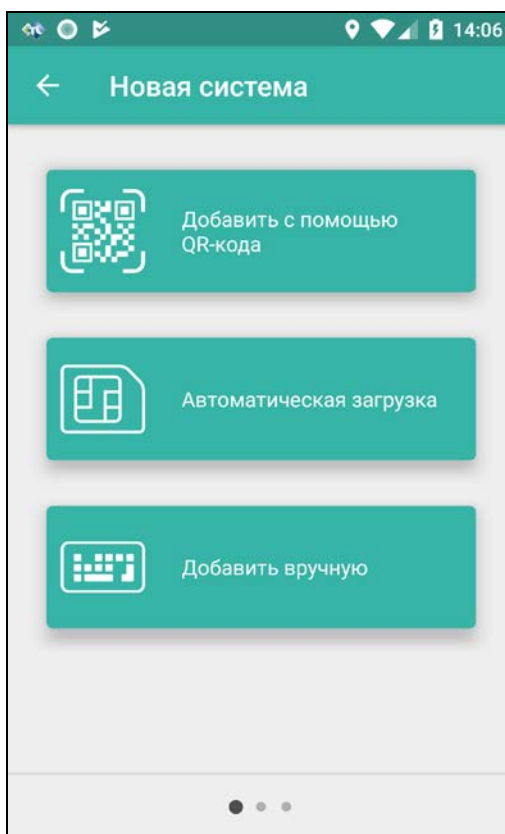 14:06
Новая система
Добавить с помощью
QR-кода
Автоматическая загрузка
Добавить вручную